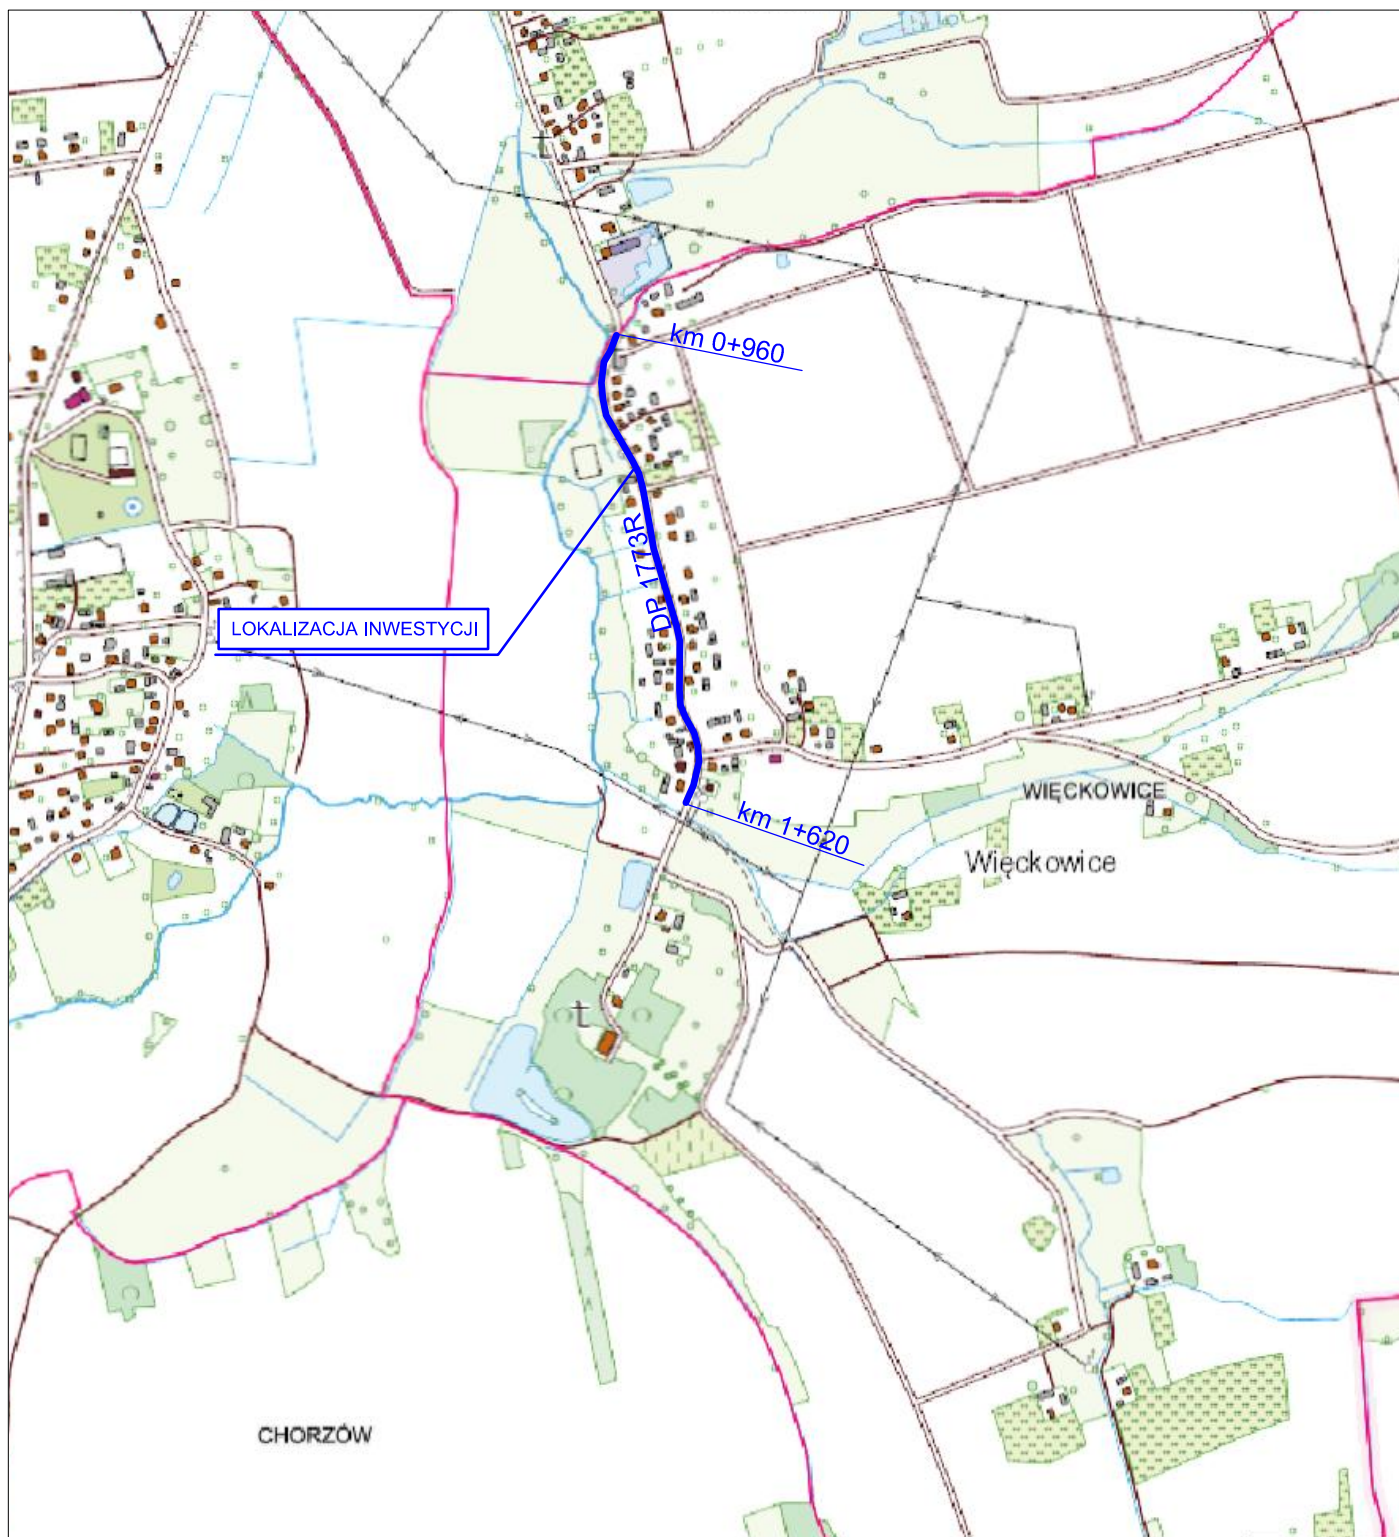 km 0+960
DP 1773R
LOKALIZACJA INWESTYCJI
WIĘCKOWICE
km 1+620
Więckowice
CHORZÓW